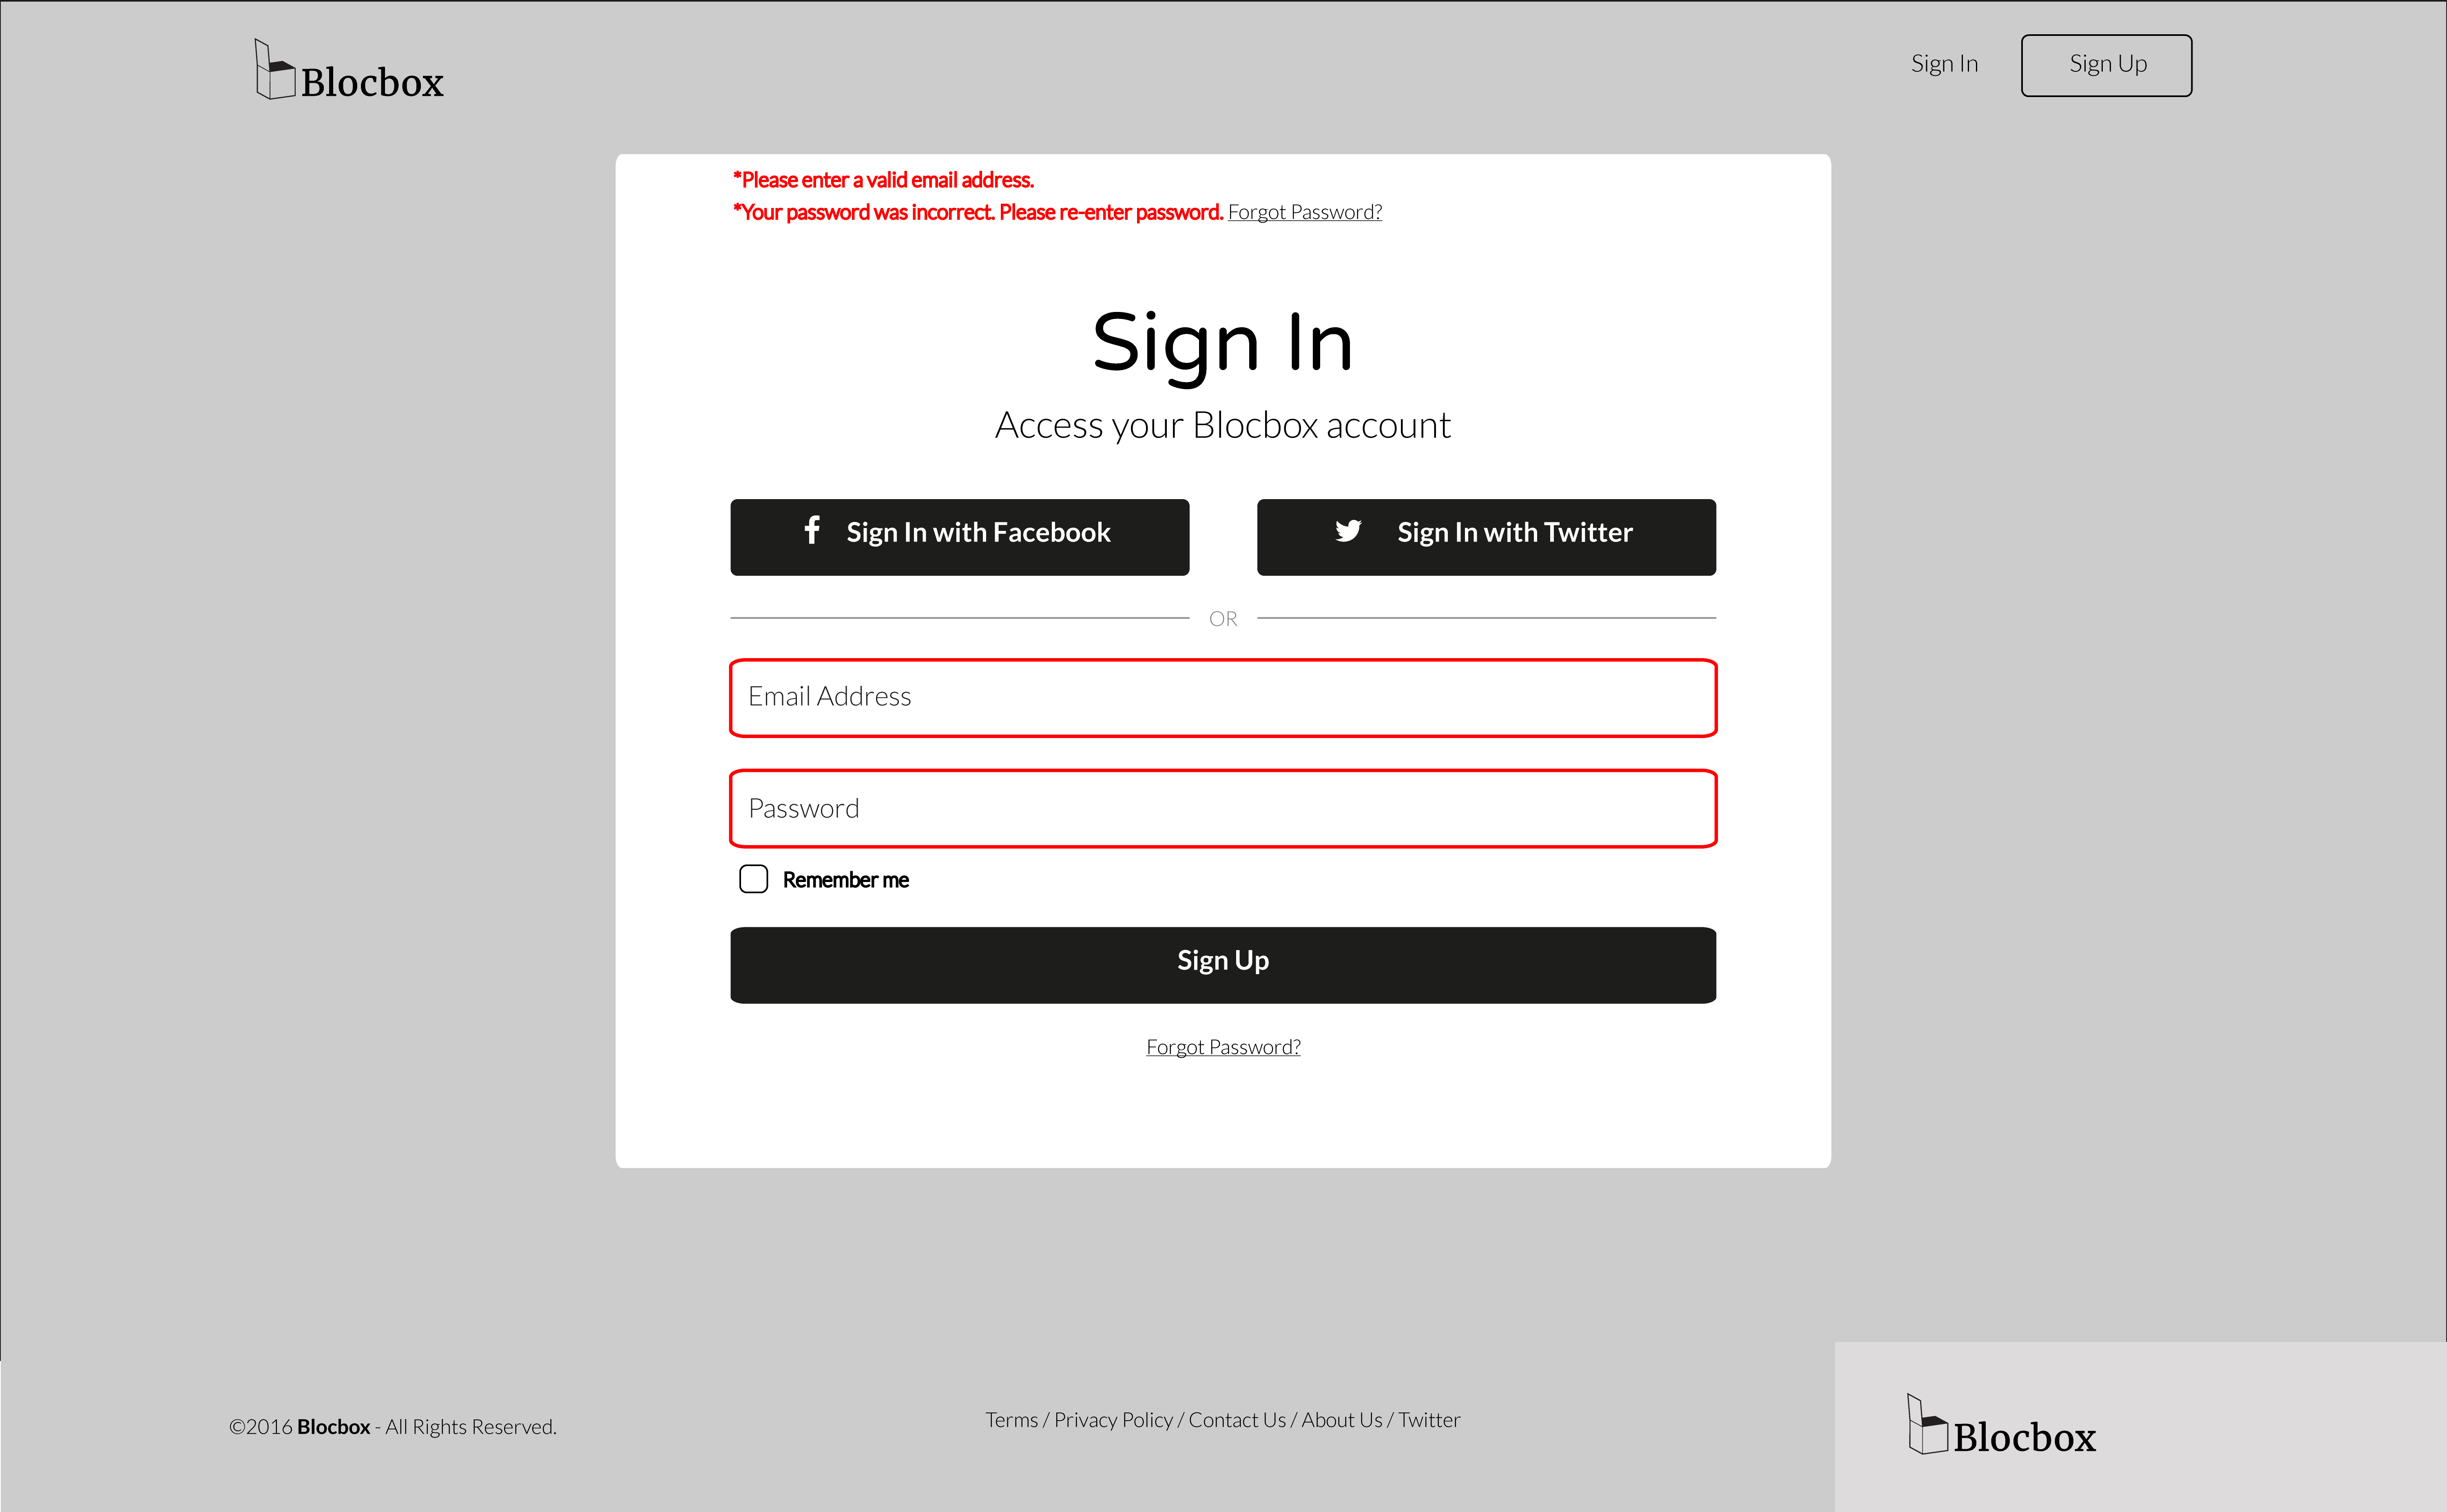 Blocbox
Sign In
Sign Up
*Please enter a valid email address.
*Your password was incorrect. Please re-enter password. Forgot Password?
Sign In
Access your Blocbox account
Sign In with Facebook
Sign In with Twitter
OR
Email Address
Password
Remember me
Sign Up
Forgot Password?
©2016 Blocbox - All Rights Reserved.
Terms / Privacy Policy / Contact Us / About Us / Twitter
Blocbox